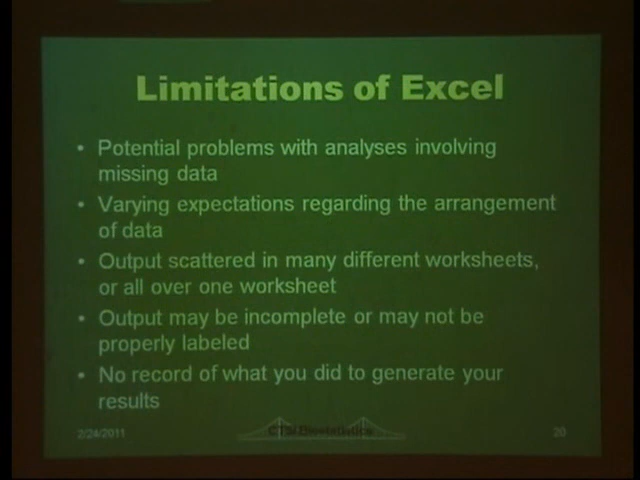 Limitations of Excel
• Potential problems with analyses involving
missing data
• Varying expectations regarding the arrangement
of data
• Output scattered in many different worksheets,
or all over one worksheet
• Output may be incomplete or may not be
properly labeled
• No record of what you did to generate your
results
2/24/2011 CTSI Biostatistics 20